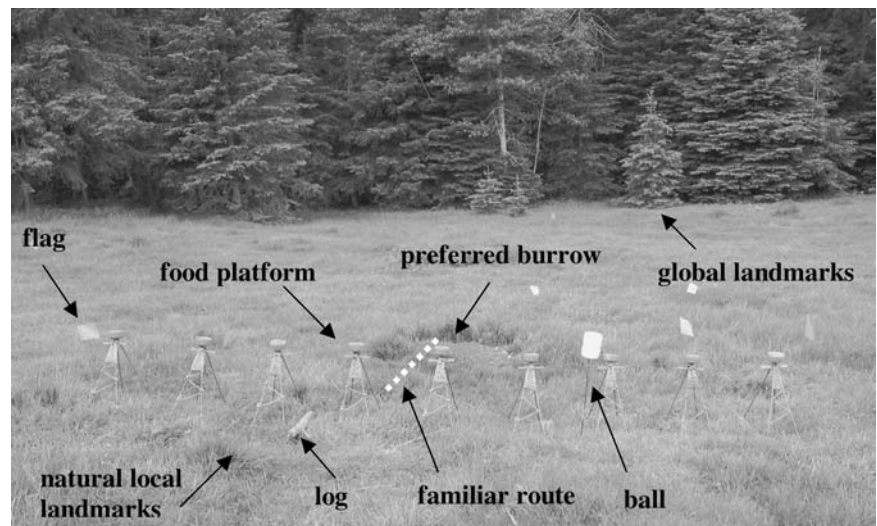 flag
food platform
preferred burrow
global landmarks
natural local
landmarks
log
familiar route
ball